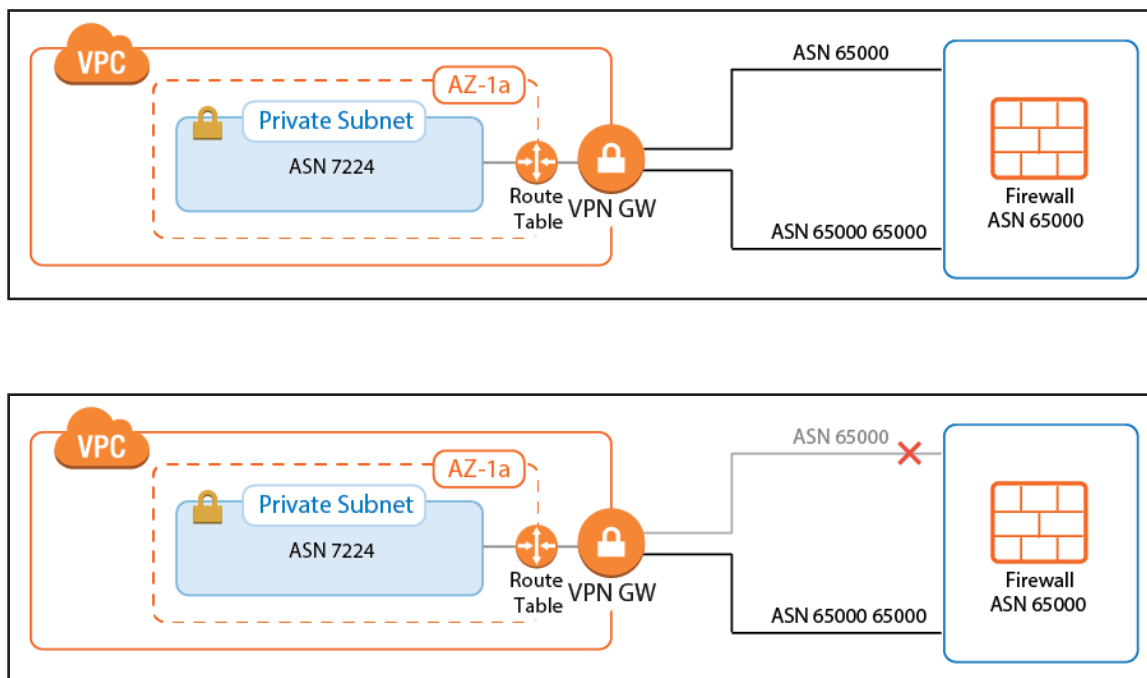 VPC
AZ-1a
Private Subnet
ASN 7224
Route
Table
VPN GW
ASN 65000
ASN 65000 65000
Firewall
ASN 65000
VPC
AZ-1a
Private Subnet
ASN 7224
Route
Table
VPN GW
ASN 65000
ASN 65000 65000
Firewall
ASN 65000